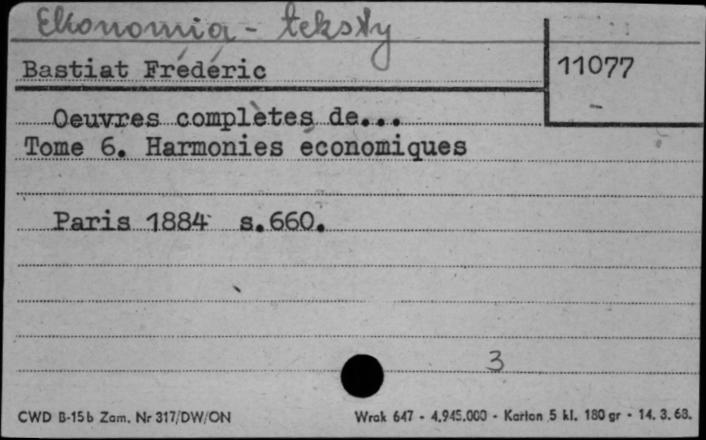 Ekonomia - teksty
Bastiat Frédéric
11077
Oeuvres complètes de...
Tome 6. Harmonies economiques
Paris 1884 s.660.
3
CWD B-15b Zam. Nr 317/DW/ON
Wrak 647 - 4.945.000 - Karton 5 kl. 180 gr - 14. 3. 68.